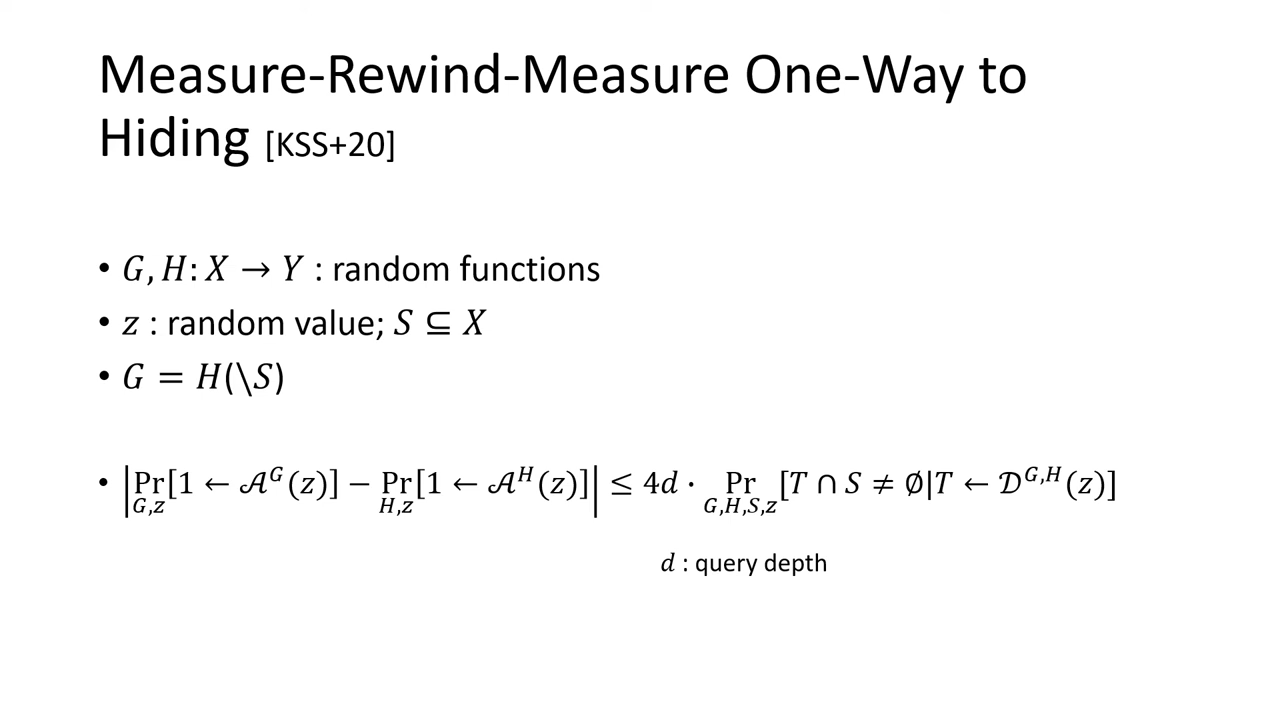 Measure-Rewind-Measure One-Way to
Hiding [KSS+20]
• G, H: X → Y : random functions
• z : random value; S ⊆ X
• G = H(\S)
• |Pr[1 ← 𝒜^G(z)] − Pr[1 ← 𝒜^H(z)]| ≤ 4d · Pr[T ∩ S ≠ ∅|T ← 𝒟^{G,H}(z)]
G,z H,z G,H,S,z
d : query depth